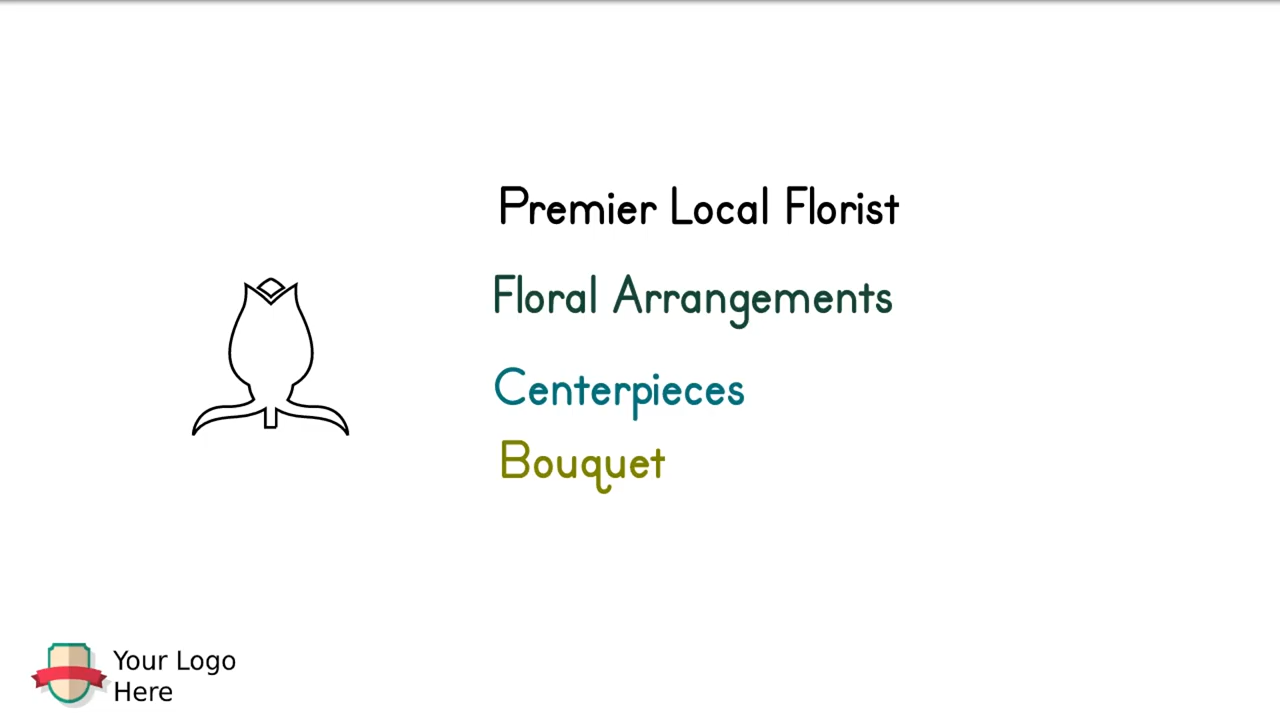 Premier Local Florist
Floral Arrangements
Centerpieces
Bouquet
Your Logo
Here